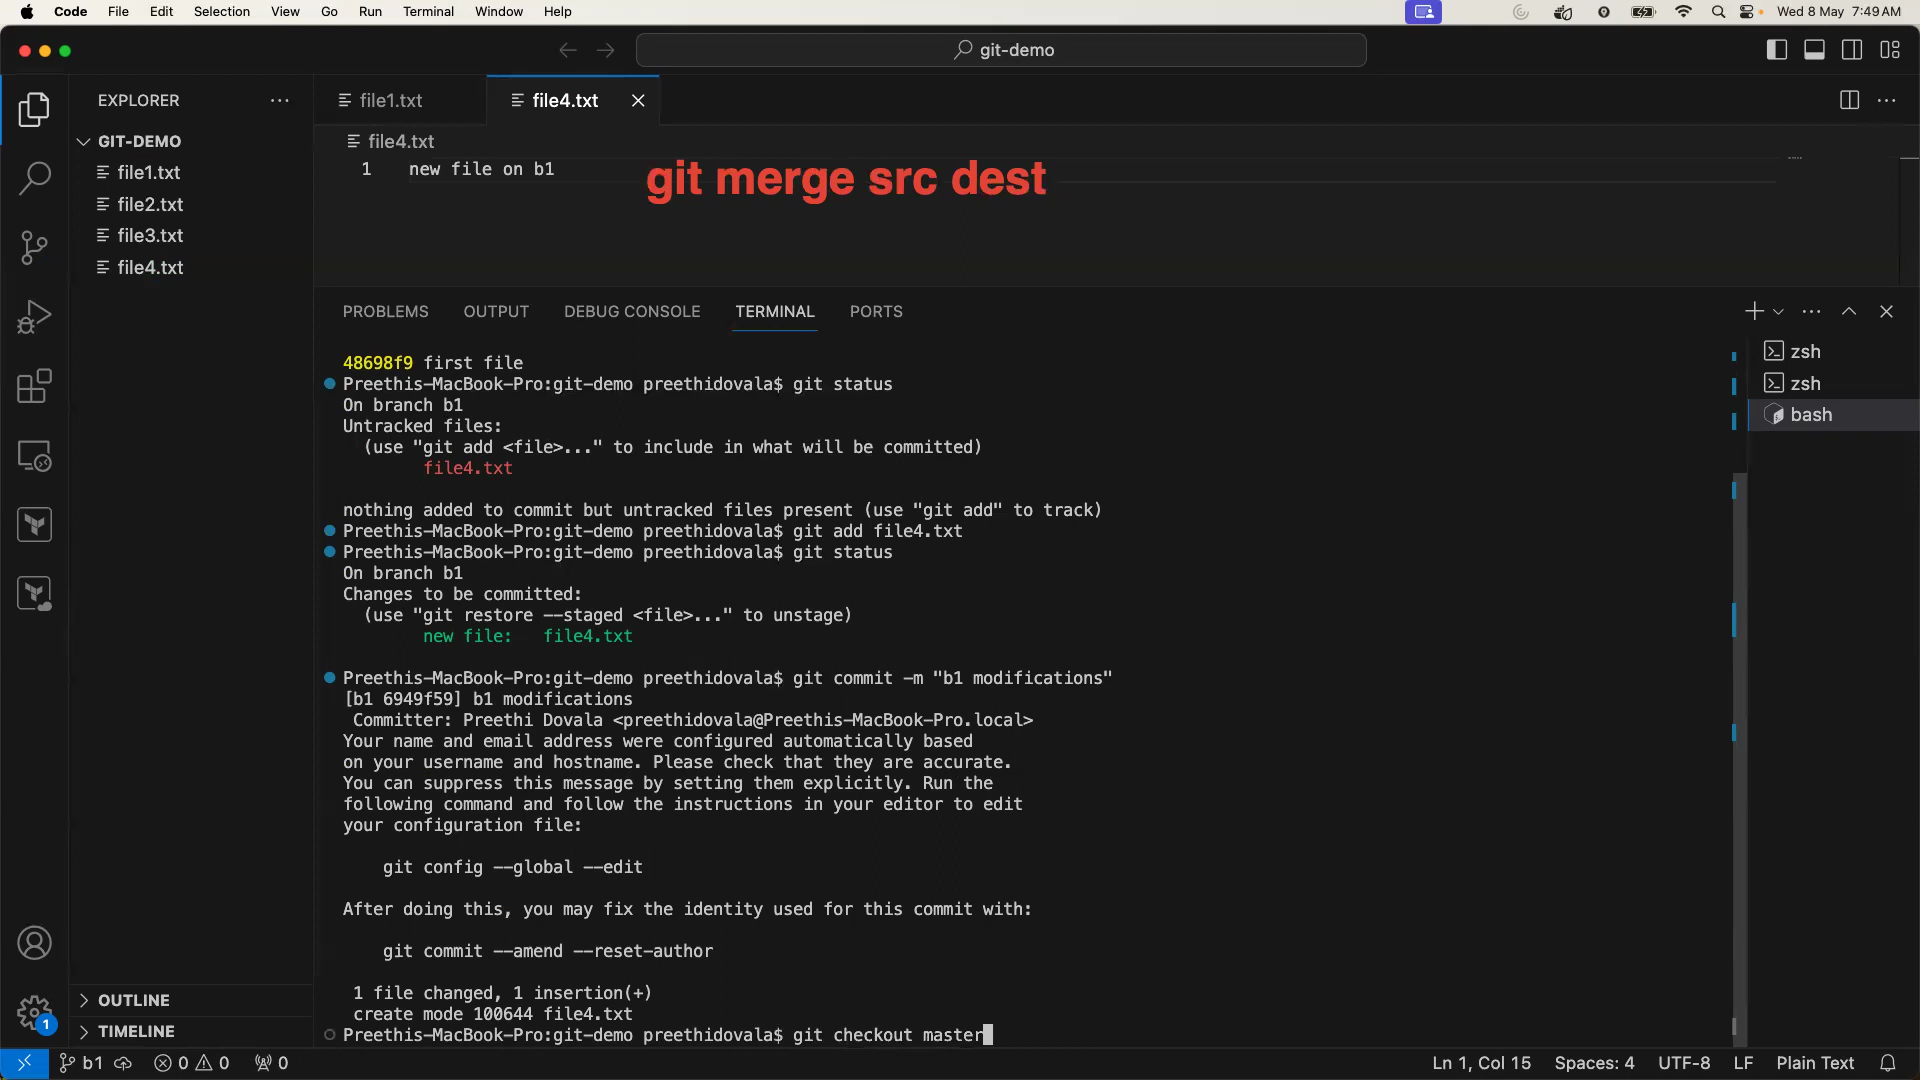 Code File Edit Selection View Go Run Terminal Window Help Wed 8 May 7:49 AM
git-demo
EXPLORER
GIT-DEMO
file1.txt
file2.txt
file3.txt
file4.txt
OUTLINE
TIMELINE
file1.txt file4.txt
file4.txt
1 new file on b1
git merge src dest
PROBLEMS OUTPUT DEBUG CONSOLE TERMINAL PORTS
zsh
zsh
bash
48698f9 first file
Preethis-MacBook-Pro:git-demo preethidovala$ git status
On branch b1
Untracked files:
(use "git add <file>..." to include in what will be committed)
file4.txt
nothing added to commit but untracked files present (use "git add" to track)
Preethis-MacBook-Pro:git-demo preethidovala$ git add file4.txt
Preethis-MacBook-Pro:git-demo preethidovala$ git status
On branch b1
Changes to be committed:
(use "git restore --staged <file>..." to unstage)
new file: file4.txt
Preethis-MacBook-Pro:git-demo preethidovala$ git commit -m "b1 modifications"
[b1 6949f59] b1 modifications
Committer: Preethi Dovala <preethidovala@Preethis-MacBook-Pro.local>
Your name and email address were configured automatically based
on your username and hostname. Please check that they are accurate.
You can suppress this message by setting them explicitly. Run the
following command and follow the instructions in your editor to edit
your configuration file:
git config --global --edit
After doing this, you may fix the identity used for this commit with:
git commit --amend --reset-author
1 file changed, 1 insertion(+)
create mode 100644 file4.txt
Preethis-MacBook-Pro:git-demo preethidovala$ git checkout master
1
b1 0 0 0 Ln 1, Col 15 Spaces: 4 UTF-8 LF Plain Text